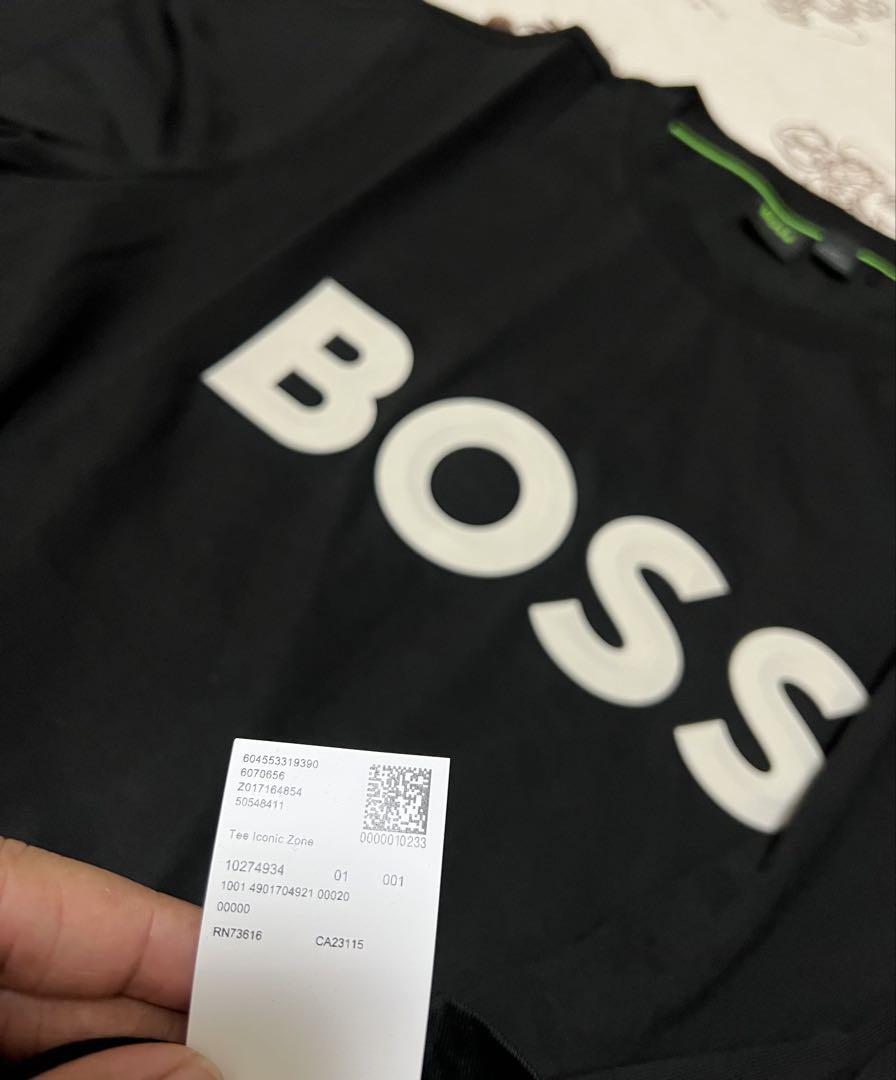 BOSS
604553319390
6070656
Z017164854
50548411
Tee Iconic Zone
0000010233
10274934 01 001
1001 4901704921 00020
00000
RN73616 CA23115